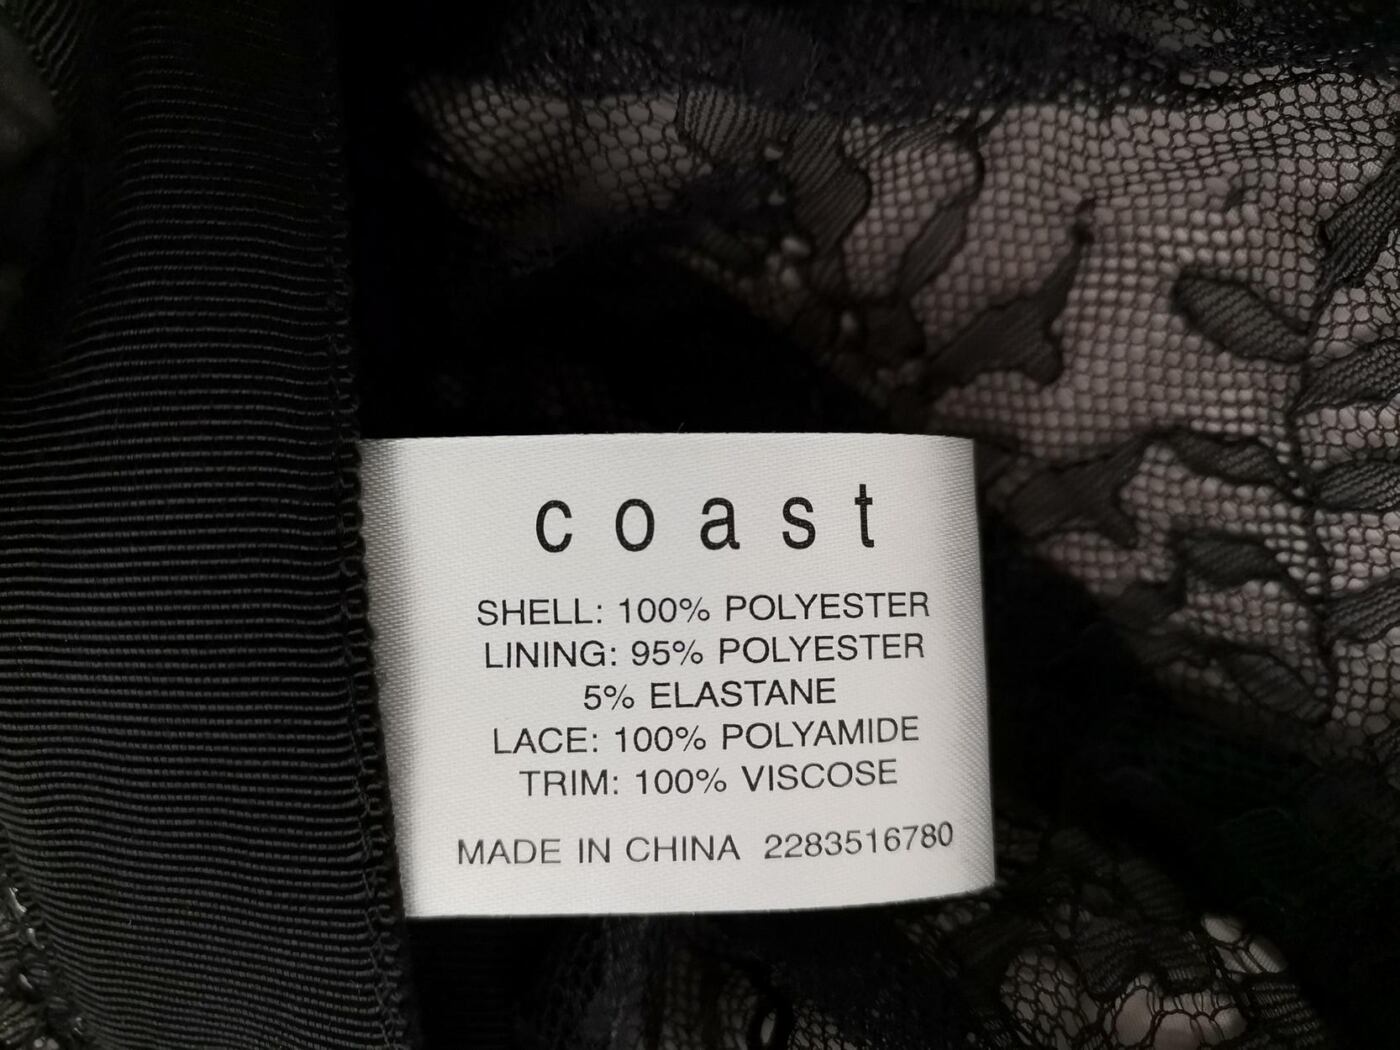 coast
SHELL: 100% POLYESTER
LINING: 95% POLYESTER
5% ELASTANE
LACE: 100% POLYAMIDE
TRIM: 100% VISCOSE
MADE IN CHINA 2283516780